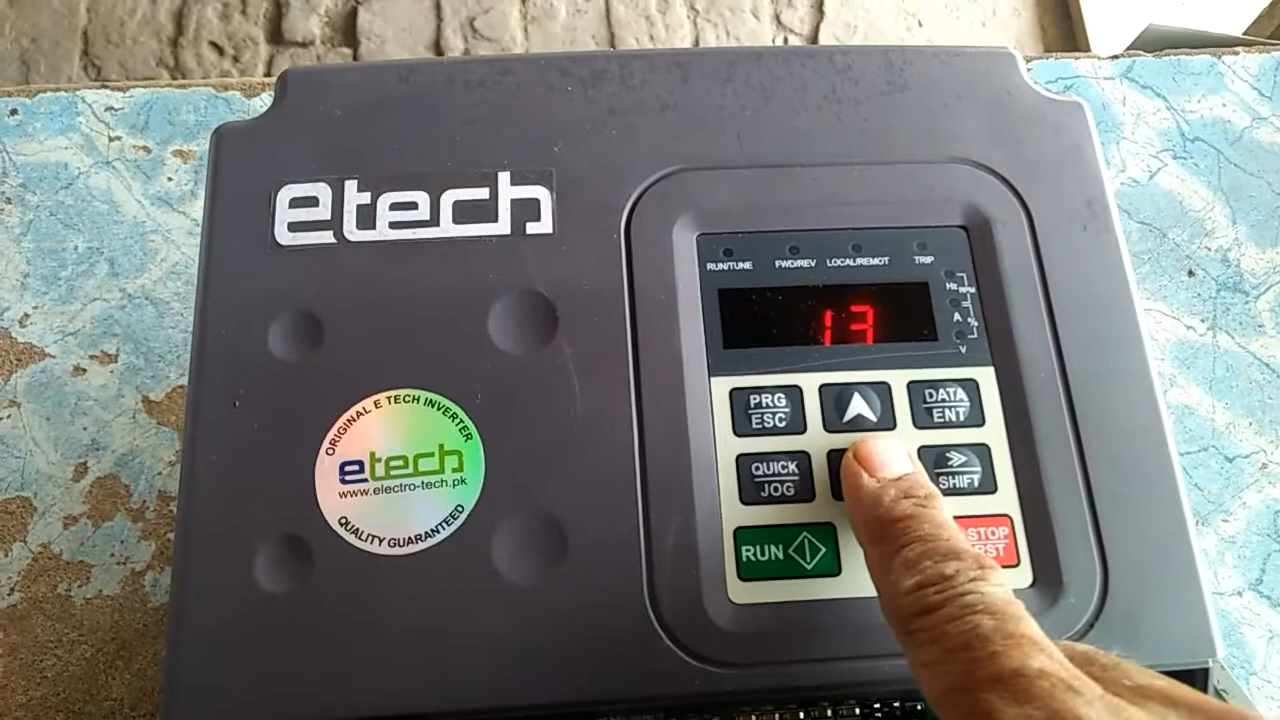 etech
RUN/TUNE FWD/REV LOCAL/REMOT TRIP
Hz RPM
A %
V
13
PRG
ESC
DATA
ENT
QUICK
JOG
SHIFT
RUN
STOP
RST
ORIGINAL E TECH INVERTER
etech
www.electro-tech.pk
QUALITY GUARANTEED